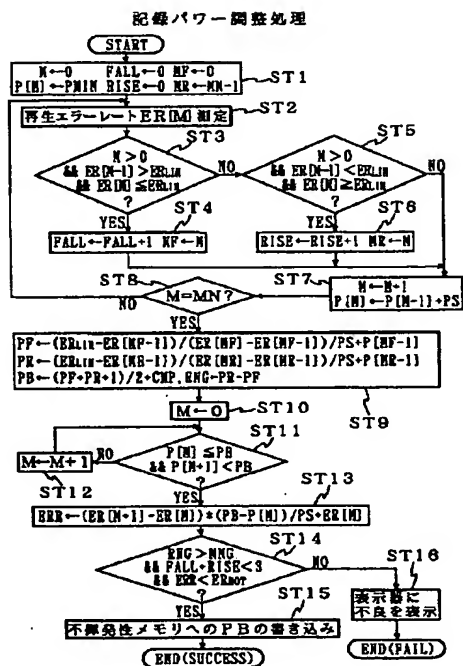 記録パワー調整処理
START
M←0 FALL←0 MF←0
P[M]←PMIN RISE←0 MR←MN-1
ST1
再生エラーレートER[M]測定
ST2
ST3
M>0
&& ER[M-1]>ERLIM
&& ER[M]≦ERLIM
?
NO
ST5
M>0
&& ER[M-1]<ERLIM
&& ER[M]≧ERLIM
?
NO
YES
ST4
FALL←FALL+1 MF←M
YES
ST6
RISE←RISE+1 MR←M
ST7
M←M+1
P[M]←P[M-1]+PS
ST8
M=MN?
NO
YES
PF←(ERLIM-ER[MF-1])/(ER[MF]-ER[MF-1])/PS+P[MF-1]
PR←(ERLIM-ER[MR-1])/(ER[MR]-ER[MR-1])/PS+P[MR-1]
PB←(PF+PR+1)/2+CMP,RNG←PR-PF
ST9
M←0
ST10
ST11
P[M]≦PB
&& P[M+1]<PB
?
NO
M←M+1
ST12
YES
ST13
ERR←(ER[M+1]-ER[M])*(PB-P[M])/PS+ER[M]
ST14
RNG>MNG
&& FALL+RISE<3
&& ERR<ERBOT
?
NO
ST16
表示器に
不良を表示
END(FAIL)
YES
ST15
不揮発性メモリへのPBの書き込み
END(SUCCESS)